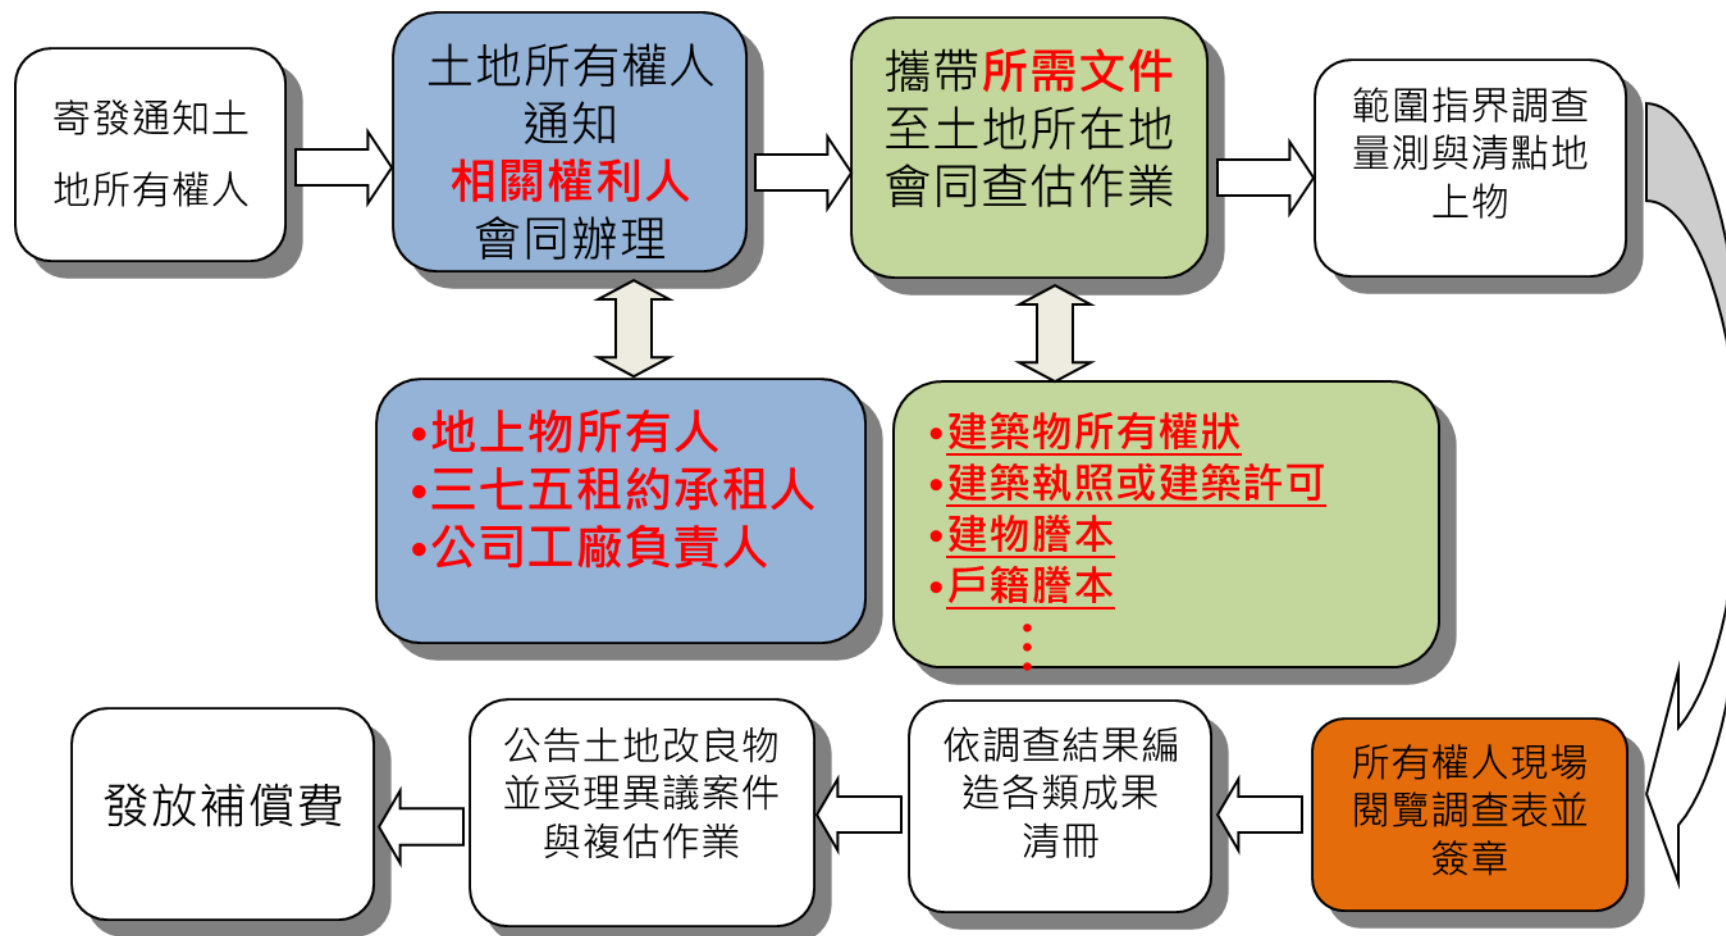 寄發通知土
地所有權人
土地所有權人
通知
相關權利人
會同辦理
攜帶所需文件
至土地所在地
會同查估作業
範圍指界調查
量測與清點地
上物
•地上物所有人
•三七五租約承租人
•公司工廠負責人
•建築物所有權狀
•建築執照或建築許可
•建物謄本
•戶籍謄本
⋮
所有權人現場
閱覽調查表並
簽章
依調查結果編
造各類成果
清冊
公告土地改良物
並受理異議案件
與複估作業
發放補償費